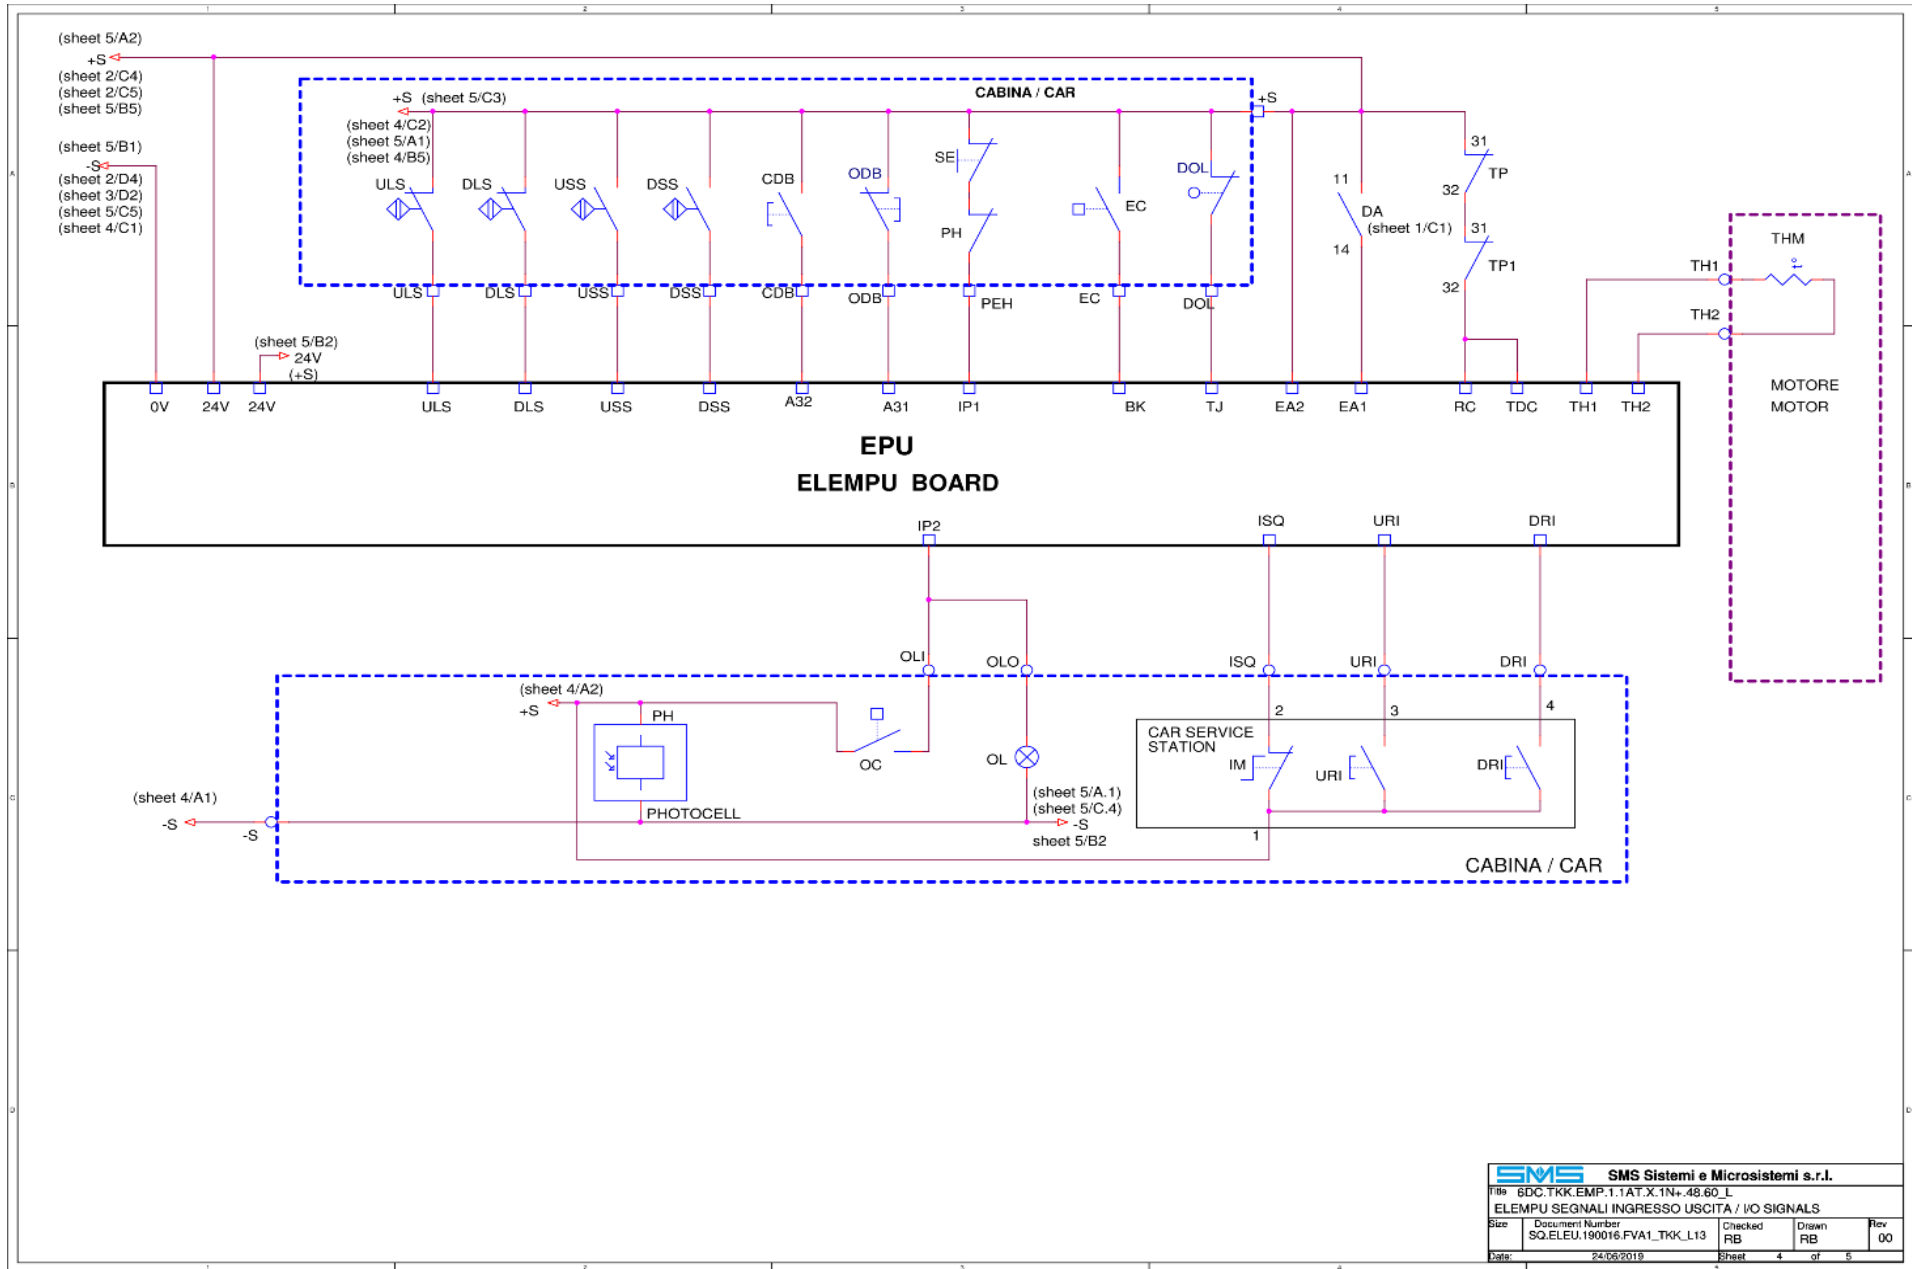 (sheet 5/A2)
+S
(sheet 2/C4)
(sheet 2/C5)
(sheet 5/B5)
(sheet 5/B1)
-S
(sheet 2/D4)
(sheet 3/D2)
(sheet 5/C5)
(sheet 4/C1)
+S (sheet 5/C3)
CABINA / CAR
+S
(sheet 4/C2)
(sheet 5/A1)
(sheet 4/B5)
ULS
DLS
USS
DSS
CDB
ODB
SE
PH
EC
DOL
11
DA
(sheet 1/C1)
14
31
TP
32
31
TP1
32
THM
t°
TH1
TH2
MOTORE
MOTOR
ULS
DLS
USS
DSS
CDB
ODB
PEH
EC
DOL
(sheet 5/B2)
24V
(+S)
0V
24V
24V
ULS
DLS
USS
DSS
A32
A31
IP1
BK
TJ
EA2
EA1
RC
TDC
TH1
TH2
EPU
ELEMPU BOARD
IP2
ISQ
URI
DRI
OLI
OLO
ISQ
URI
DRI
(sheet 4/A2)
+S
PH
PHOTOCELL
OC
OL
2
3
4
CAR SERVICE
STATION
IM
URI
DRI
1
(sheet 4/A1)
-S
-S
(sheet 5/A.1)
(sheet 5/C.4)
-S
sheet 5/B2
CABINA / CAR
SMS SMS Sistemi e Microsistemi s.r.l.
Title 6DC.TKK.EMP.1.1AT.X.1N+.48.60_L
ELEMPU SEGNALI INGRESSO USCITA / I/O SIGNALS
Size Document Number Checked Drawn Rev
SQ.ELEU.190016.FVA1_TKK_L13 RB RB 00
Date: 24/06/2019 Sheet 4 of 5